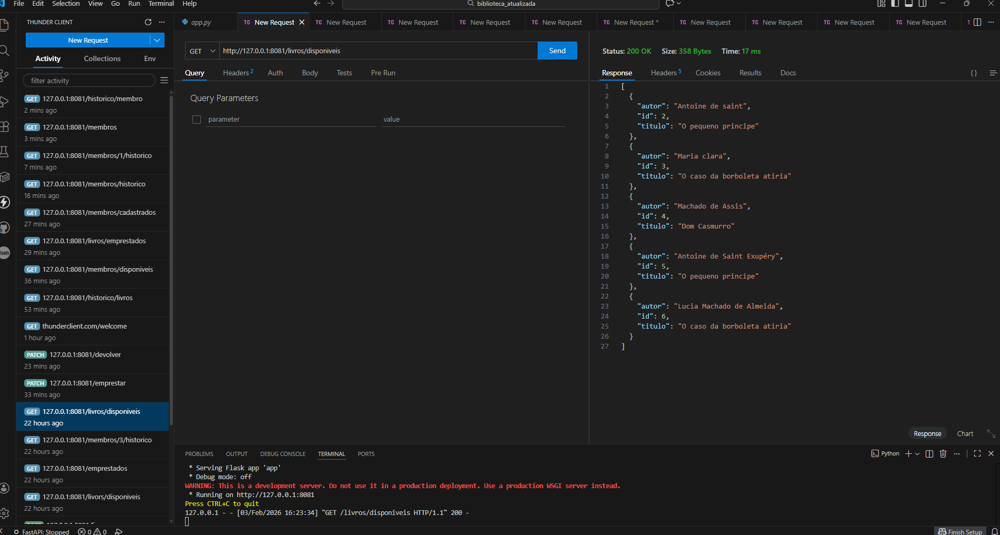 File Edit Selection View Go Run Terminal Help
biblioteca_atualizada
THUNDER CLIENT
New Request
Activity Collections Env
filter activity
GET 127.0.0.1:8081/historico/membro
2 mins ago
GET 127.0.0.1:8081/membros
3 mins ago
GET 127.0.0.1:8081/membros/1/historico
7 mins ago
GET 127.0.0.1:8081/membros/historico
16 mins ago
GET 127.0.0.1:8081/membros/cadastrados
27 mins ago
GET 127.0.0.1:8081/livros/emprestados
29 mins ago
GET 127.0.0.1:8081/membros/disponiveis
36 mins ago
GET 127.0.0.1:8081/historico/livros
53 mins ago
GET thunderclient.com/welcome
1 hour ago
PATCH 127.0.0.1:8081/devolver
23 mins ago
PATCH 127.0.0.1:8081/emprestar
33 mins ago
GET 127.0.0.1:8081/livros/disponiveis
22 hours ago
GET 127.0.0.1:8081/membros/3/historico
22 hours ago
GET 127.0.0.1:8081/emprestados
22 hours ago
GET 127.0.0.1:8081/livors/disponiveis
22 hours ago
app.py TC New Request TC New Request TC New Request TC New Request TC New Request TC New Request * TC New Request TC New Request TC New Request TC New Request
GET http://127.0.0.1:8081/livros/disponiveis Send
Query Headers 2 Auth Body Tests Pre Run
Query Parameters
parameter value
Status: 200 OK Size: 358 Bytes Time: 17 ms
Response Headers 5 Cookies Results Docs {}
1 [
2 {
3 "autor": "Antoine de saint",
4 "id": 2,
5 "titulo": "O pequeno principe"
6 },
7 {
8 "autor": "Maria clara",
9 "id": 3,
10 "titulo": "O caso da borboleta atiria"
11 },
12 {
13 "autor": "Machado de Assis",
14 "id": 4,
15 "titulo": "Dom Casmurro"
16 },
17 {
18 "autor": "Antoine de Saint Exupéry",
19 "id": 5,
20 "titulo": "O pequeno principe"
21 },
22 {
23 "autor": "Lucia Machado de Almeida",
24 "id": 6,
25 "titulo": "O caso da borboleta atiria"
26 }
27 ]
Response Chart
PROBLEMS OUTPUT DEBUG CONSOLE TERMINAL PORTS
Python
* Serving Flask app 'app'
* Debug mode: off
WARNING: This is a development server. Do not use it in a production deployment. Use a production WSGI server instead.
* Running on http://127.0.0.1:8081
Press CTRL+C to quit
127.0.0.1 - - [03/Feb/2026 16:23:34] "GET /livros/disponiveis HTTP/1.1" 200 -
FastAPI: Stopped 0 0
Finish Setup